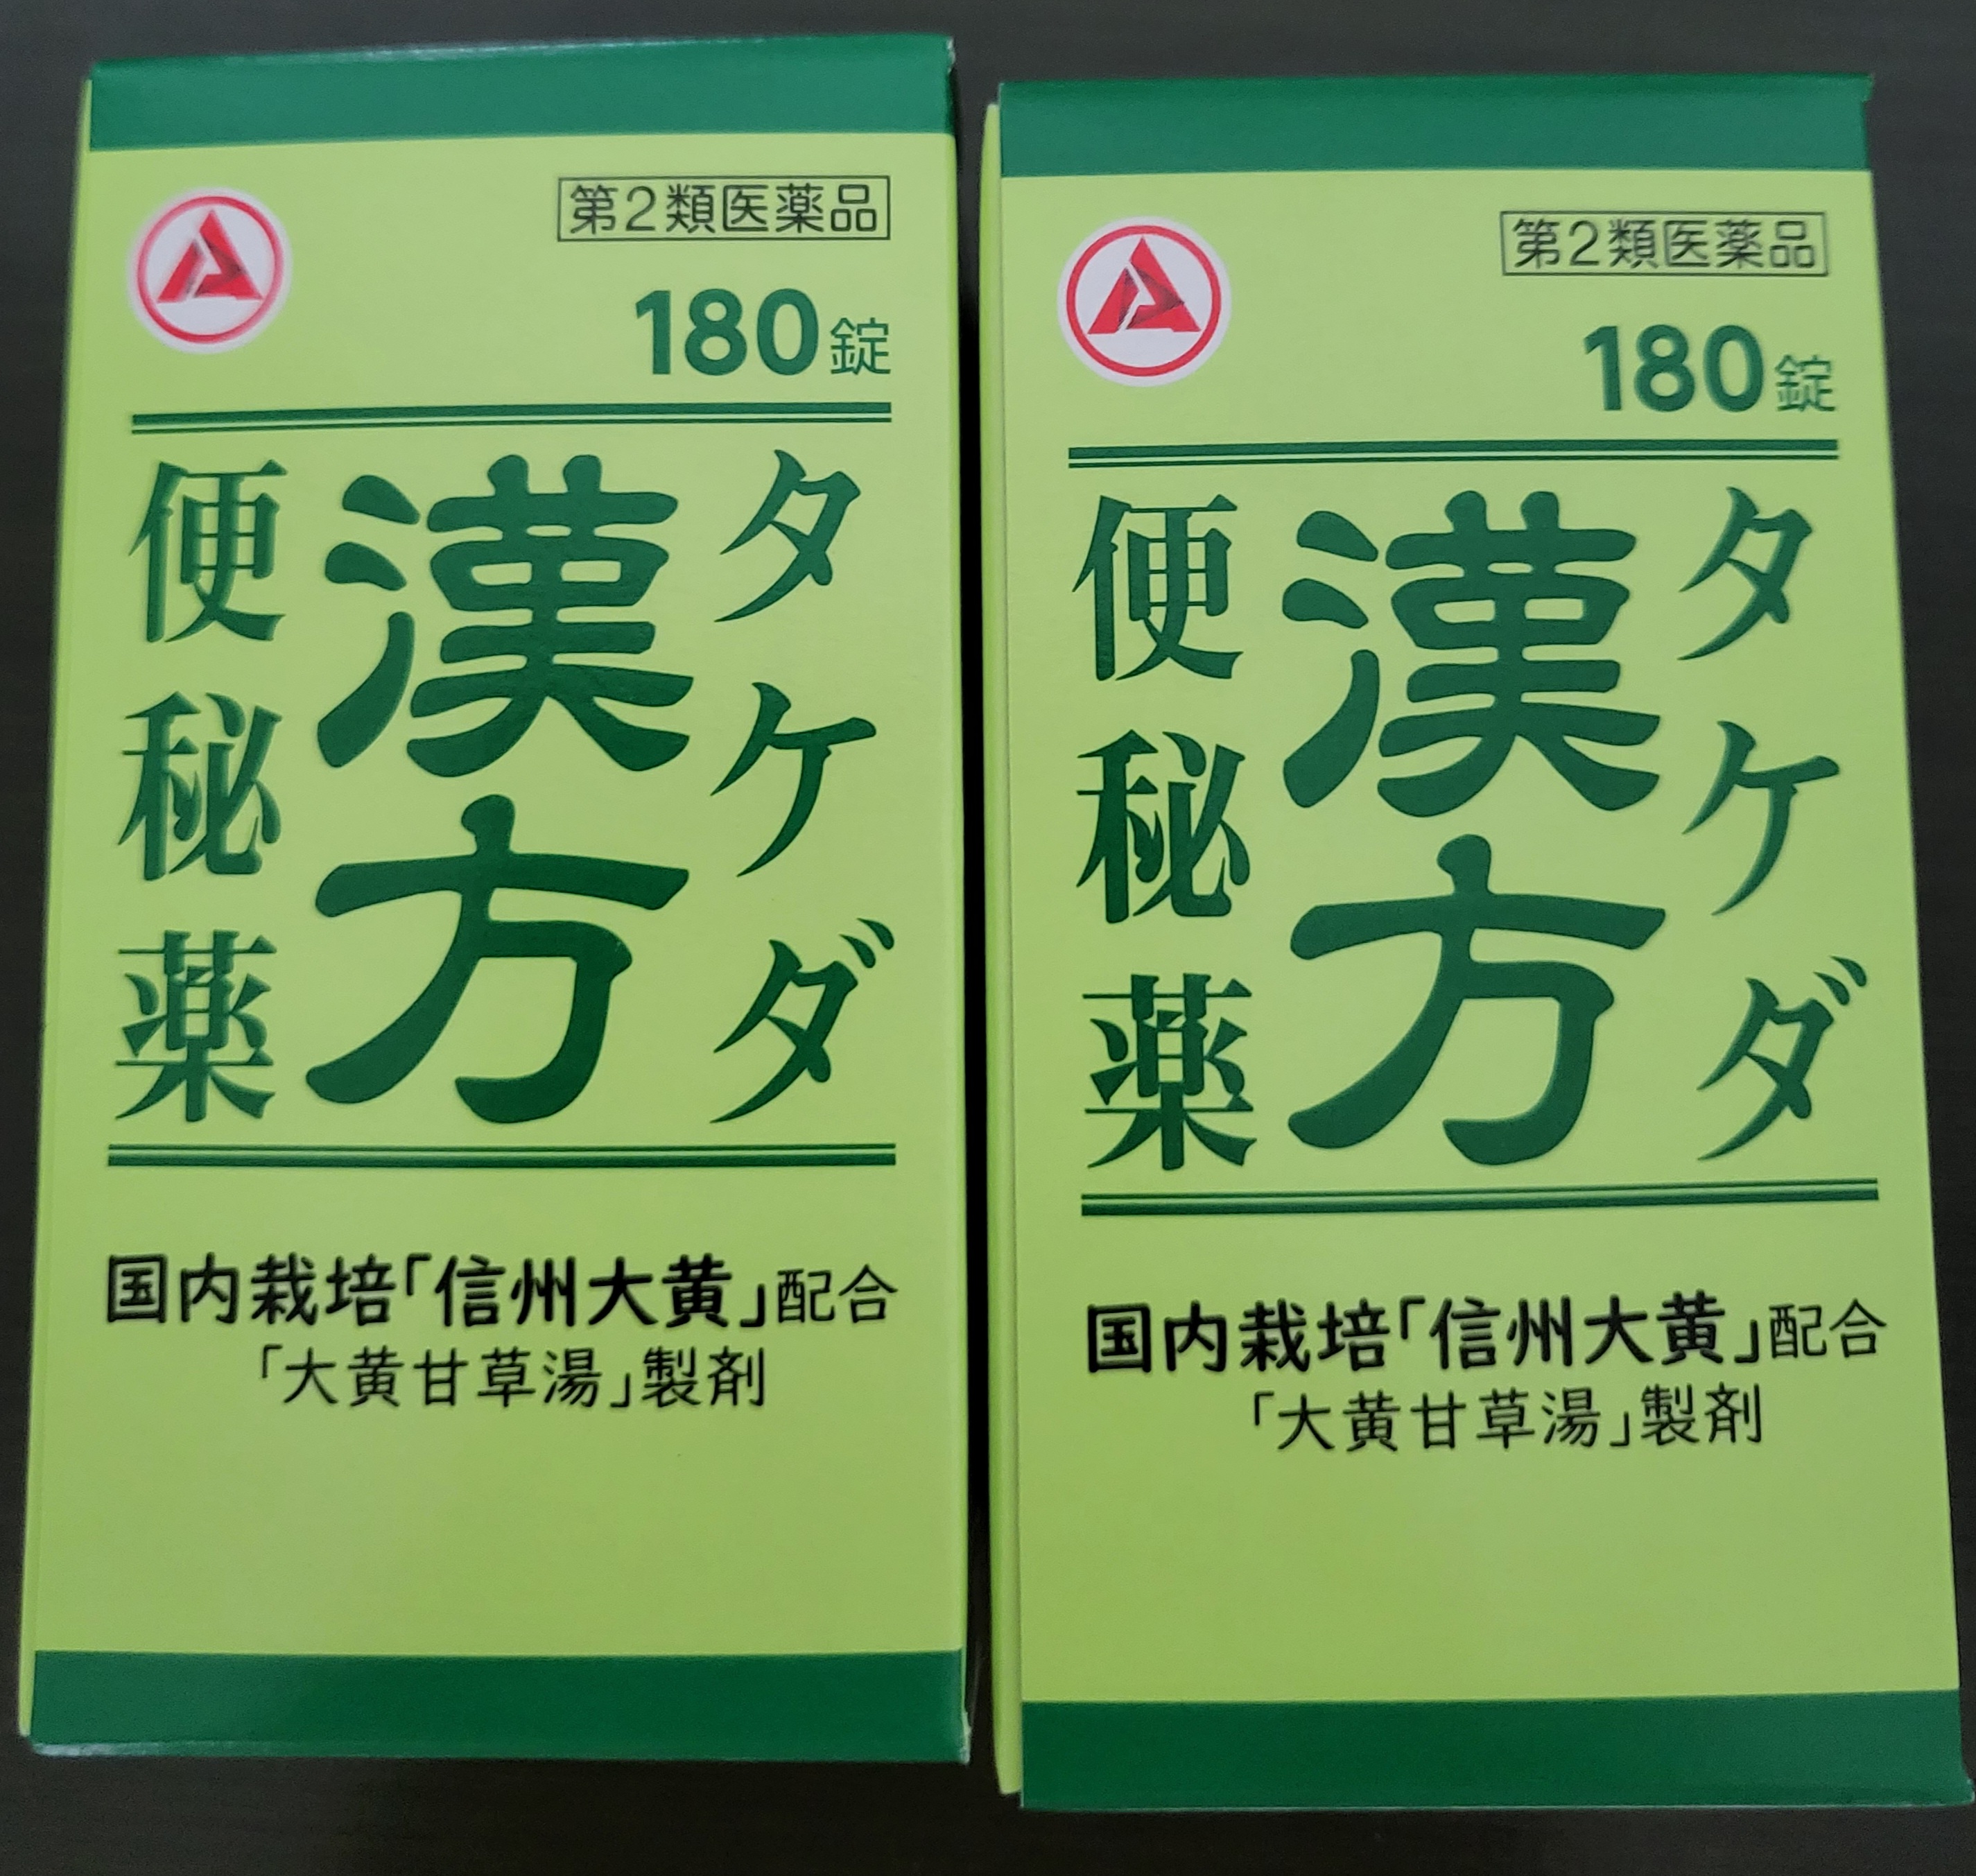 第2類医薬品
180錠
タケダ
漢方
便秘薬
国内栽培「信州大黄」配合
「大黄甘草湯」製剤
第2類医薬品
180錠
タケダ
漢方
便秘薬
国内栽培「信州大黄」配合
「大黄甘草湯」製剤